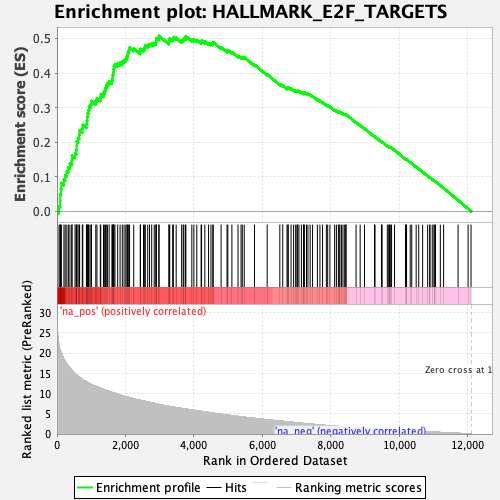 Enrichment plot: HALLMARK_E2F_TARGETS
Enrichment score (ES)
0.5
0.4
0.3
0.2
0.1
0.0
'na_pos' (positively correlated)
Ranked list metric (PreRanked)
30
25
20
15
10
5
0
Zero cross at 1
'na_neg' (negatively correlated)
0
2,000
4,000
6,000
8,000
10,000
12,000
Rank in Ordered Dataset
Enrichment profile
Hits
Ranking metric scores